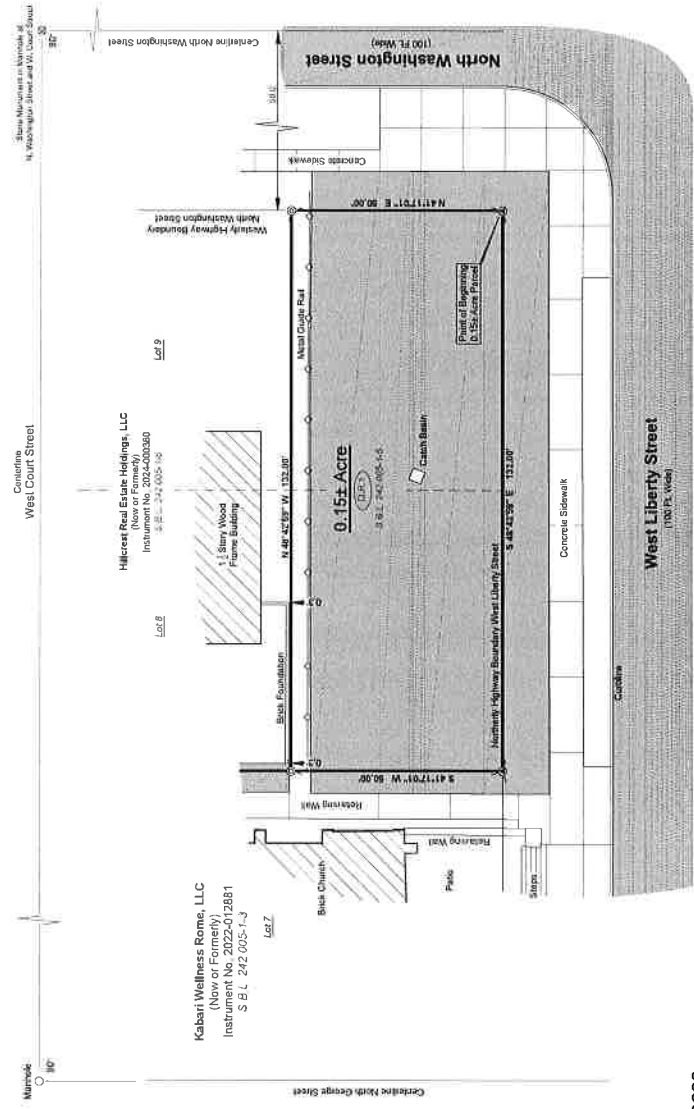 Manhole
90°
Centerline
West Court Street
Stone Monument in Manhole at
N. Washington Street and W. Court Street
90°
Centerline North Washington Street
North Washington Street
(100 Ft. Wide)
Concrete Sidewalk
Westerly Highway Boundary
North Washington Street
Hillcrest Real Estate Holdings, LLC
(Now or Formerly)
Instrument No. 2024-000360
Lot 9
Lot 8
Wood
Frame Building
Brick Foundation
0.3'
0.3'
Metal Guide Rail
N 48°42'59" W 132.00'
N 41°17'01" E 50.00'
0.15± Acre
S B L 242.005-1-5
Catch Basin
Point of Beginning
0.15± Acre Parcel
S 48°42'59" E 132.00'
Northerly Highway Boundary West Liberty Street
S 41°17'01" W 50.00'
Retaining Wall
Retaining Wall
Brick Church
Patio
Steps
Kabari Wellness Rome, LLC
(Now or Formerly)
Instrument No. 2022-012881
S B L 242.005-1-3
Lot 7
Concrete Sidewalk
Curbline
West Liberty Street
(100 Ft. Wide)
Centerline North George Street